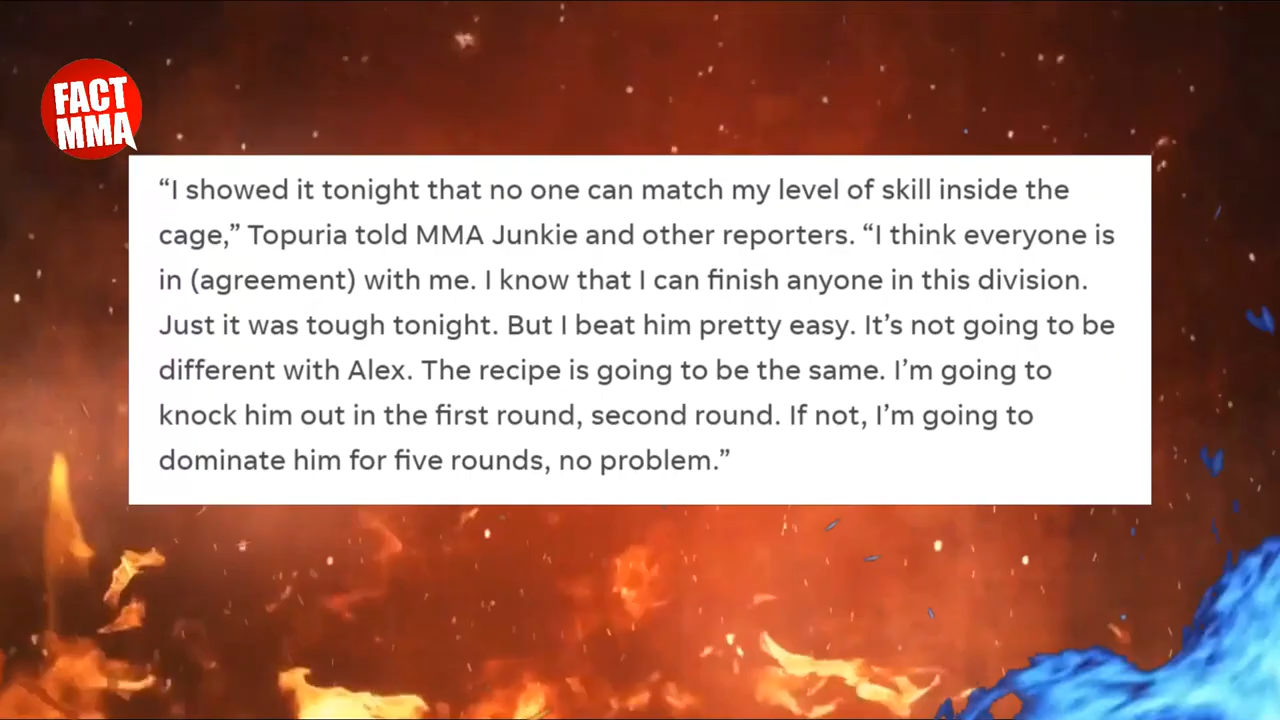 FACT
MMA
“I showed it tonight that no one can match my level of skill inside the
cage,” Topuria told MMA Junkie and other reporters. “I think everyone is
in (agreement) with me. I know that I can finish anyone in this division.
Just it was tough tonight. But I beat him pretty easy. It’s not going to be
different with Alex. The recipe is going to be the same. I’m going to
knock him out in the first round, second round. If not, I’m going to
dominate him for five rounds, no problem.”